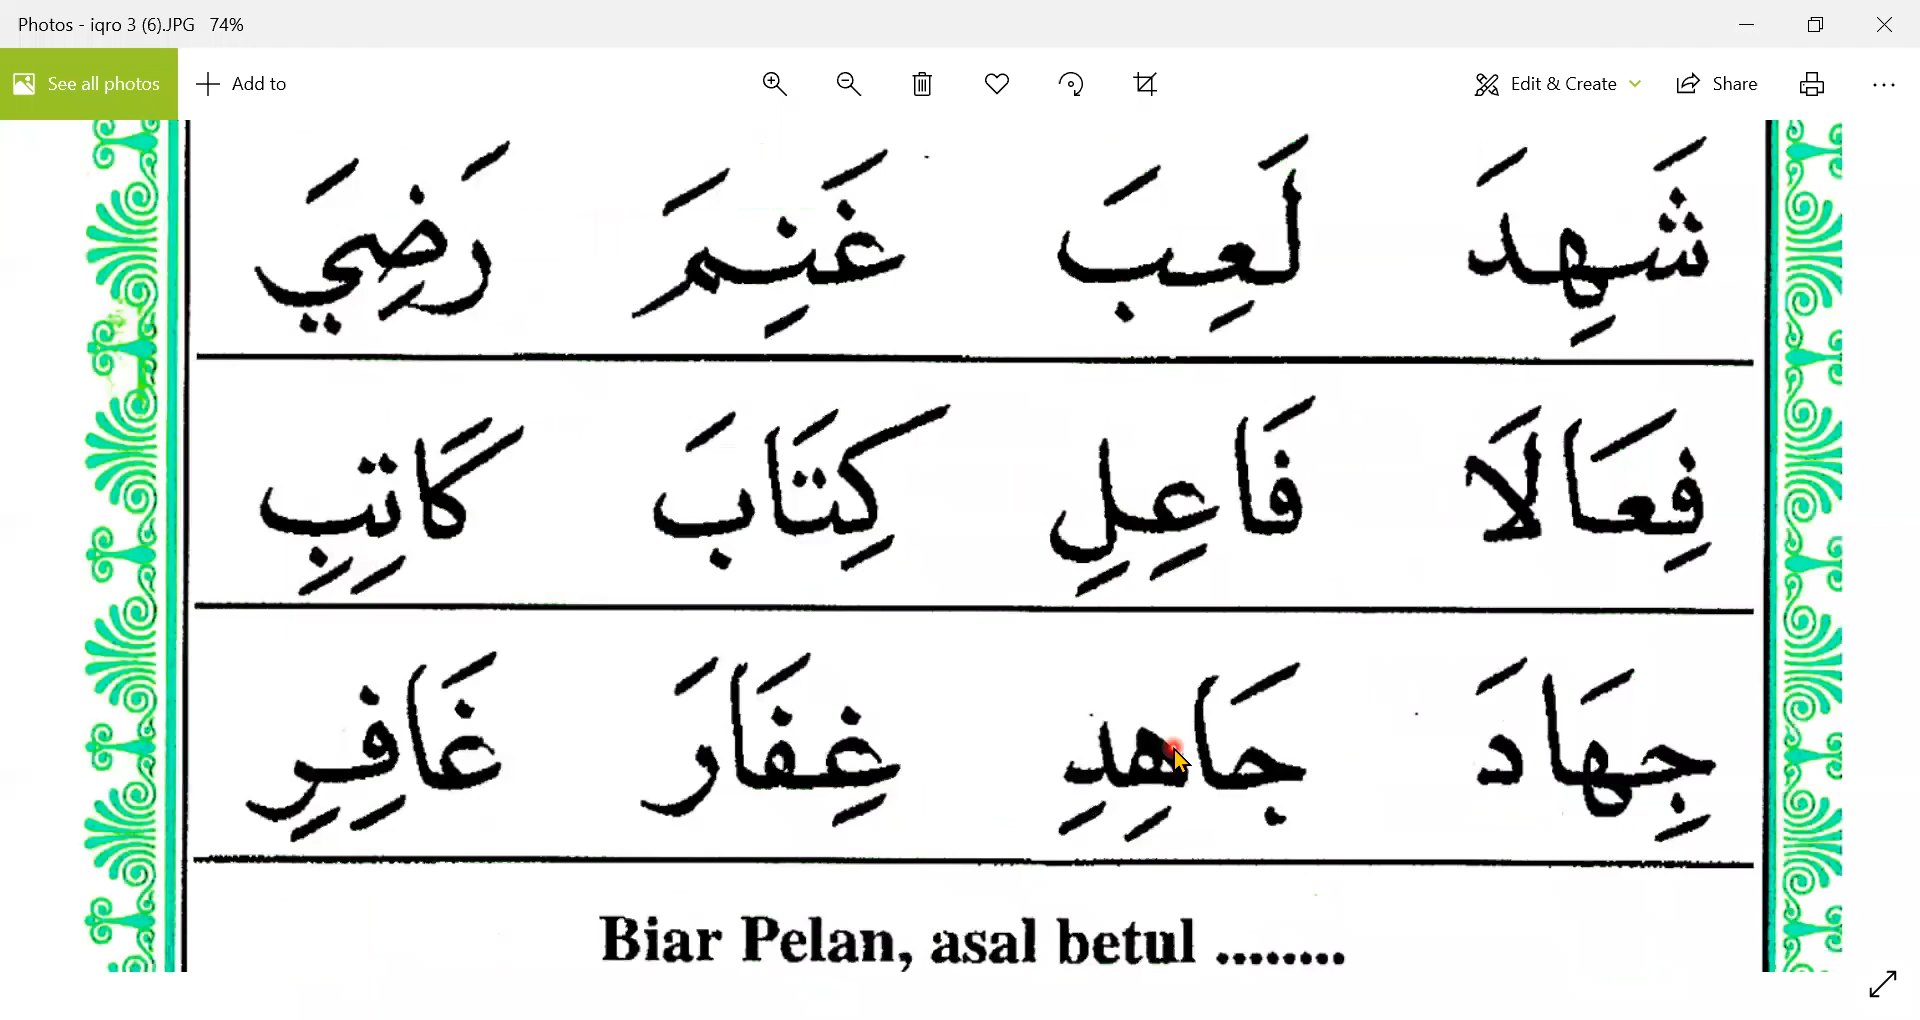 Photos - iqro 3 (6).JPG 74%
See all photos
Add to
Edit & Create
Share
شَهِدَ لَعِبَ غَنِمَ رَضِيَ
فِعَالَا فَاعِلِ كِتَابَ كَاتِبِ
جِهَادَ جَاهِدِ غِفَارَ غَافِرِ
Biar Pelan, asal betul ........